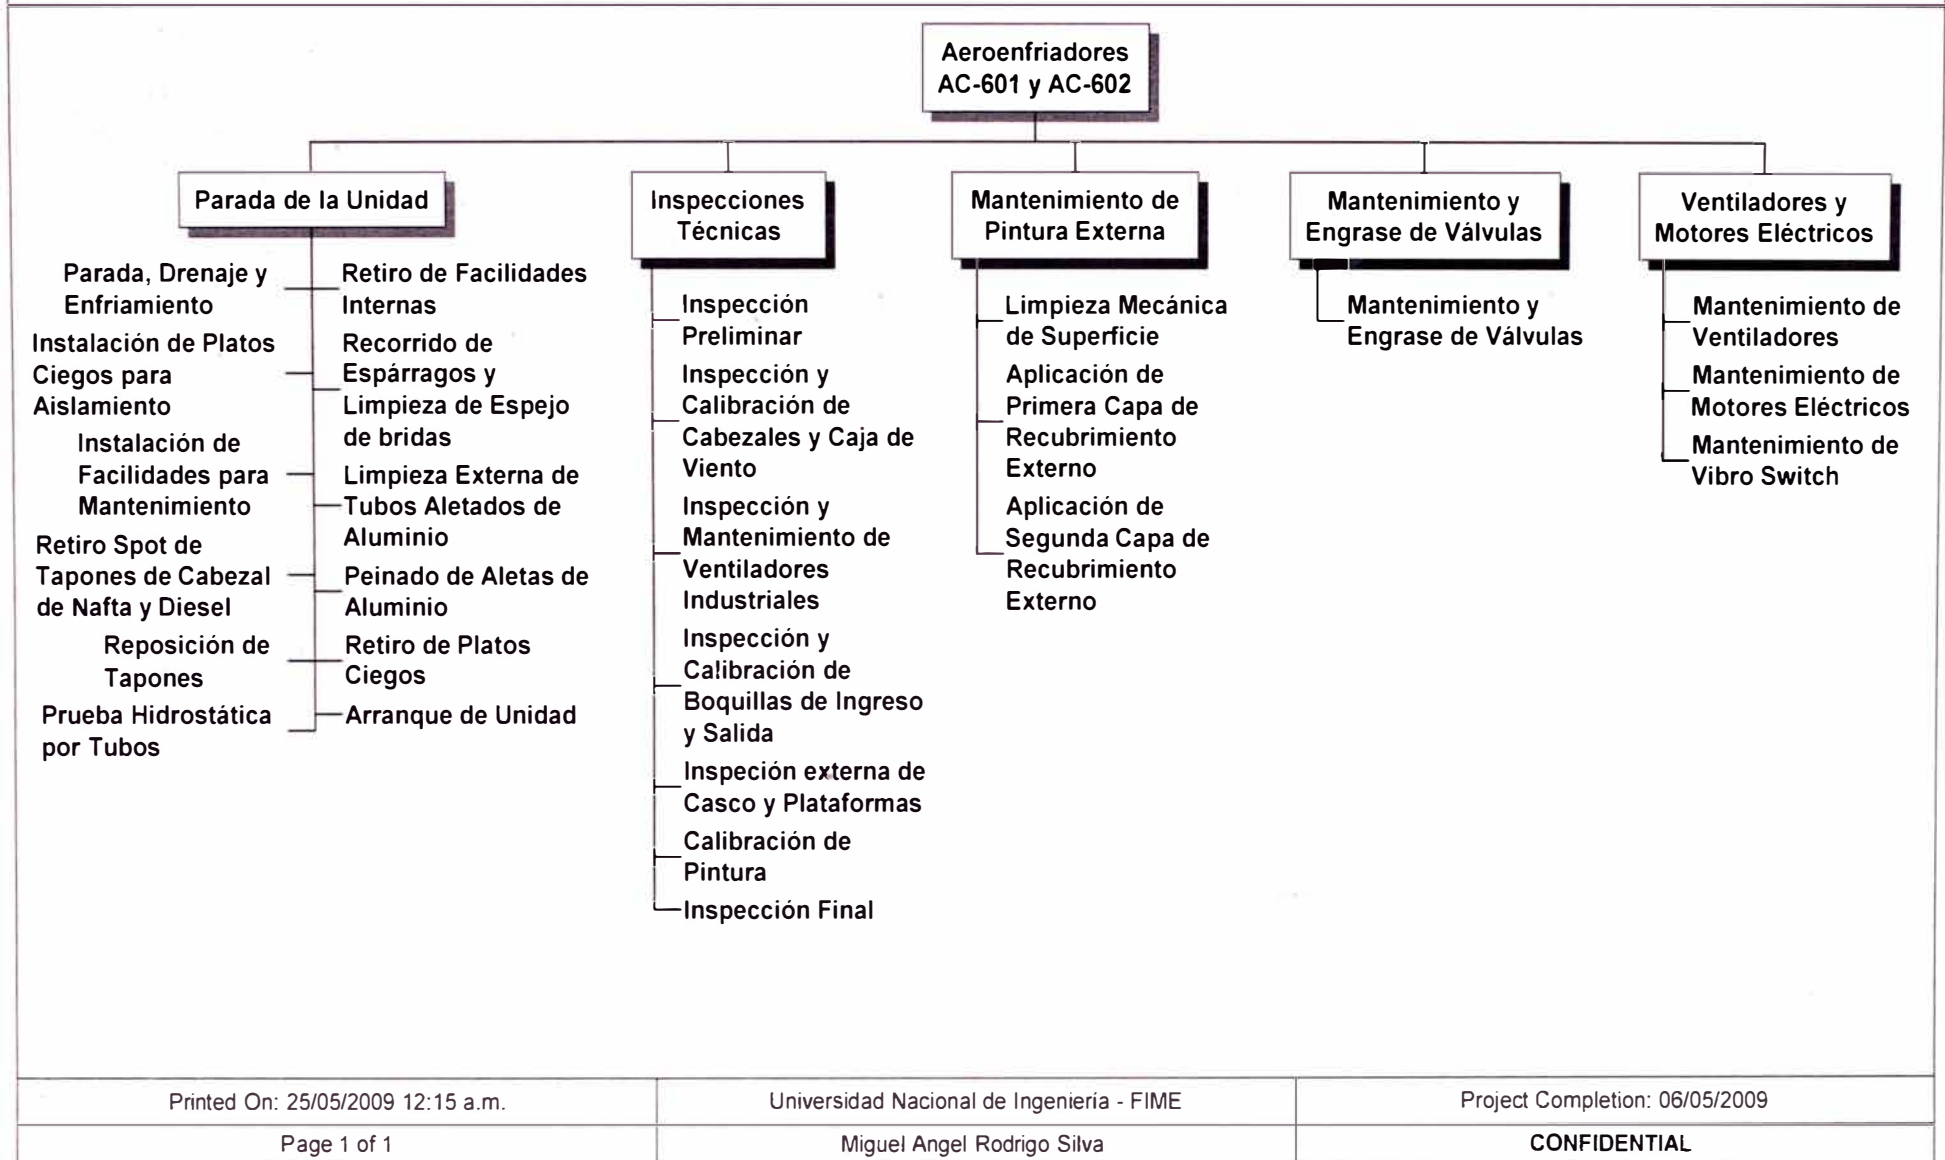 Aeroenfriadores
AC-601 y AC-602
Parada de la Unidad
Parada, Drenaje y
Enfriamiento
Instalación de Platos
Ciegos para
Aislamiento
Instalación de
Facilidades para
Mantenimiento
Retiro Spot de
Tapones de Cabezal
de Nafta y Diesel
Reposición de
Tapones
Prueba Hidrostática
por Tubos
Retiro de Facilidades
Internas
Recorrido de
Espárragos y
Limpieza de Espejo
de bridas
Limpieza Externa de
Tubos Aletados de
Aluminio
Peinado de Aletas de
Aluminio
Retiro de Platos
Ciegos
Arranque de Unidad
Inspecciones
Técnicas
Inspección
Preliminar
Inspección y
Calibración de
Cabezales y Caja de
Viento
Inspección y
Mantenimiento de
Ventiladores
Industriales
Inspección y
Calibración de
Boquillas de Ingreso
y Salida
Inspeción externa de
Casco y Plataformas
Calibración de
Pintura
Inspección Final
Mantenimiento de
Pintura Externa
Limpieza Mecánica
de Superficie
Aplicación de
Primera Capa de
Recubrimiento
Externo
Aplicación de
Segunda Capa de
Recubrimiento
Externo
Mantenimiento y
Engrase de Válvulas
Mantenimiento y
Engrase de Válvulas
Ventiladores y
Motores Eléctricos
Mantenimiento de
Ventiladores
Mantenimiento de
Motores Eléctricos
Mantenimiento de
Vibro Switch
Printed On: 25/05/2009 12:15 a.m.
Universidad Nacional de Ingeniería - FIME
Project Completion: 06/05/2009
Page 1 of 1
Miguel Angel Rodrigo Silva
CONFIDENTIAL